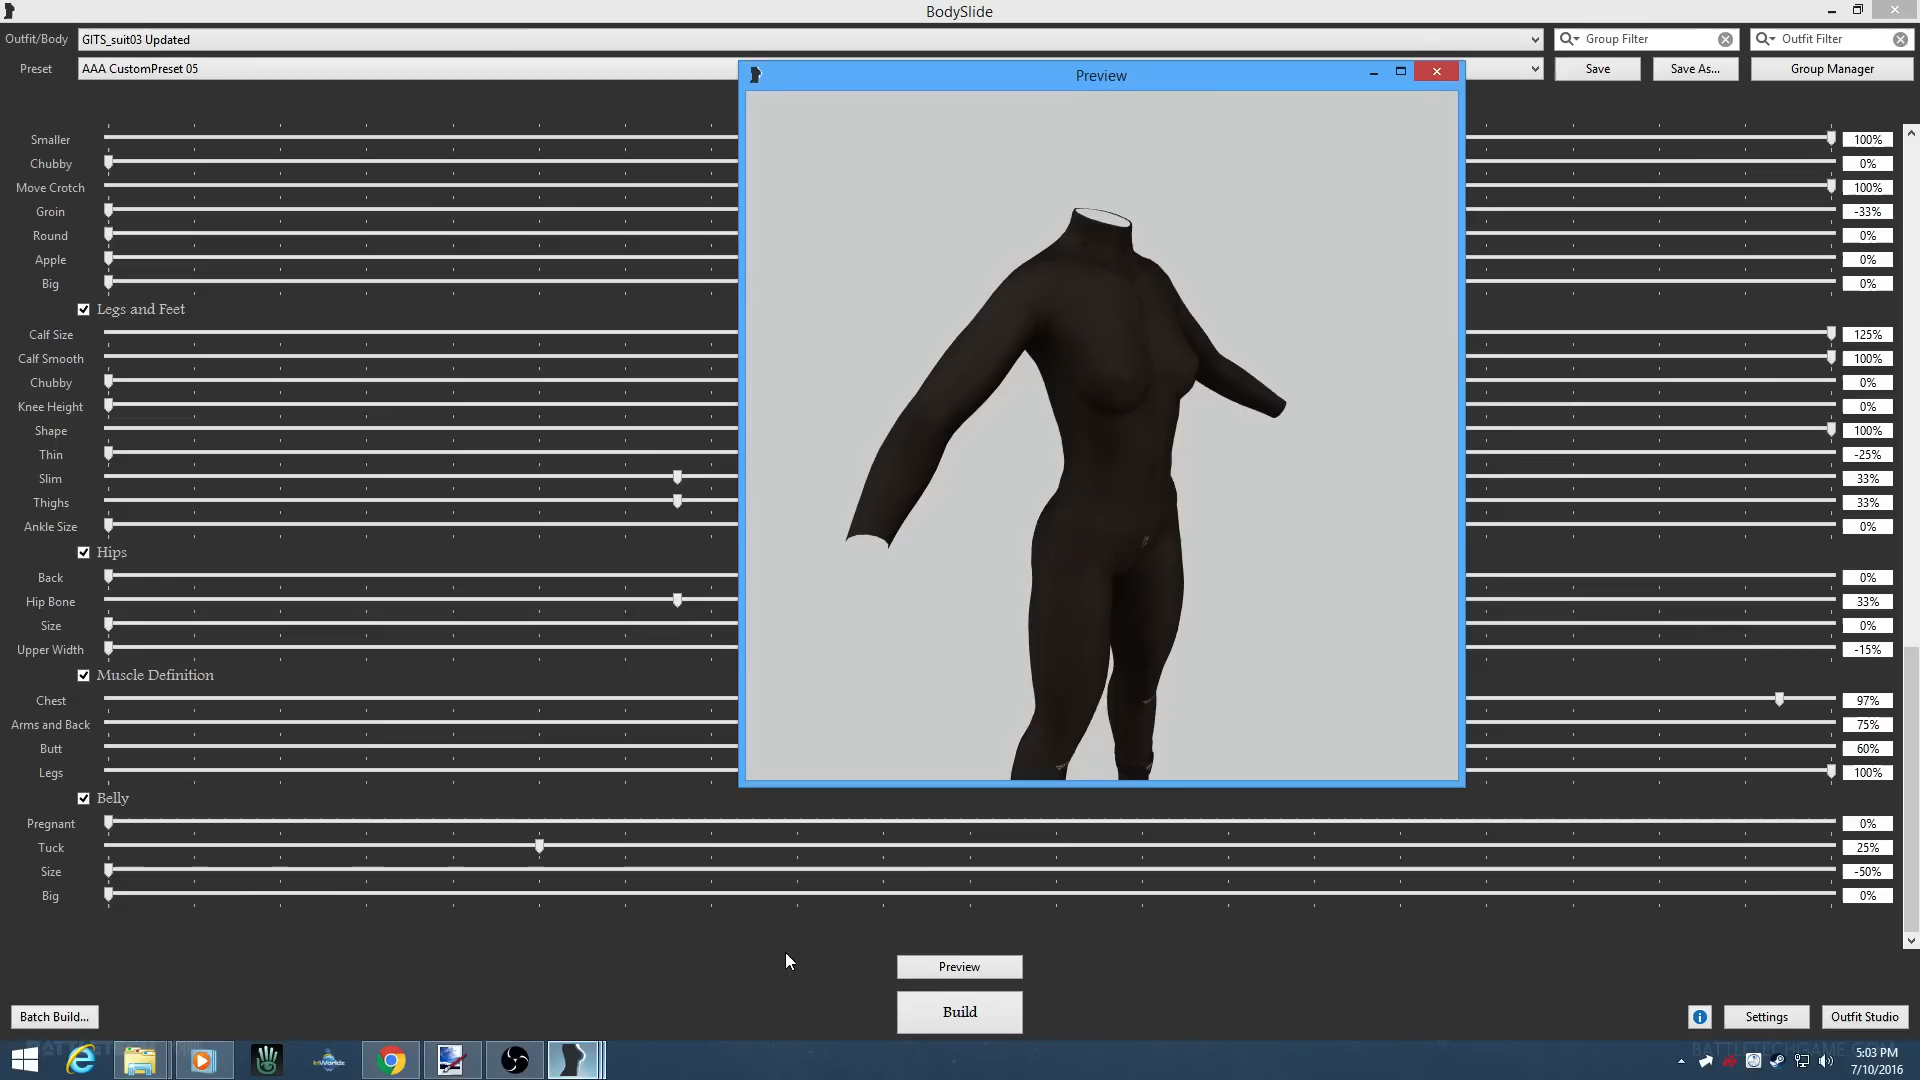 BodySlide
Outfit/Body GITS_suit03 Updated Group Filter Outfit Filter
Preset AAA CustomPreset 05 Save Save As... Group Manager
Preview
Smaller 100%
Chubby 0%
Move Crotch 100%
Groin -33%
Round 0%
Apple 0%
Big 0%
Legs and Feet
Calf Size 125%
Calf Smooth 100%
Chubby 0%
Knee Height 0%
Shape 100%
Thin -25%
Slim 33%
Thighs 33%
Ankle Size 0%
Hips
Back 0%
Hip Bone 33%
Size 0%
Upper Width -15%
Muscle Definition
Chest 97%
Arms and Back 75%
Butt 60%
Legs 100%
Belly
Pregnant 0%
Tuck 25%
Size -50%
Big 0%
Preview
Batch Build... Build Settings Outfit Studio
InWorldz
5:03 PM
7/10/2016
BATTLETECHGAME.COM